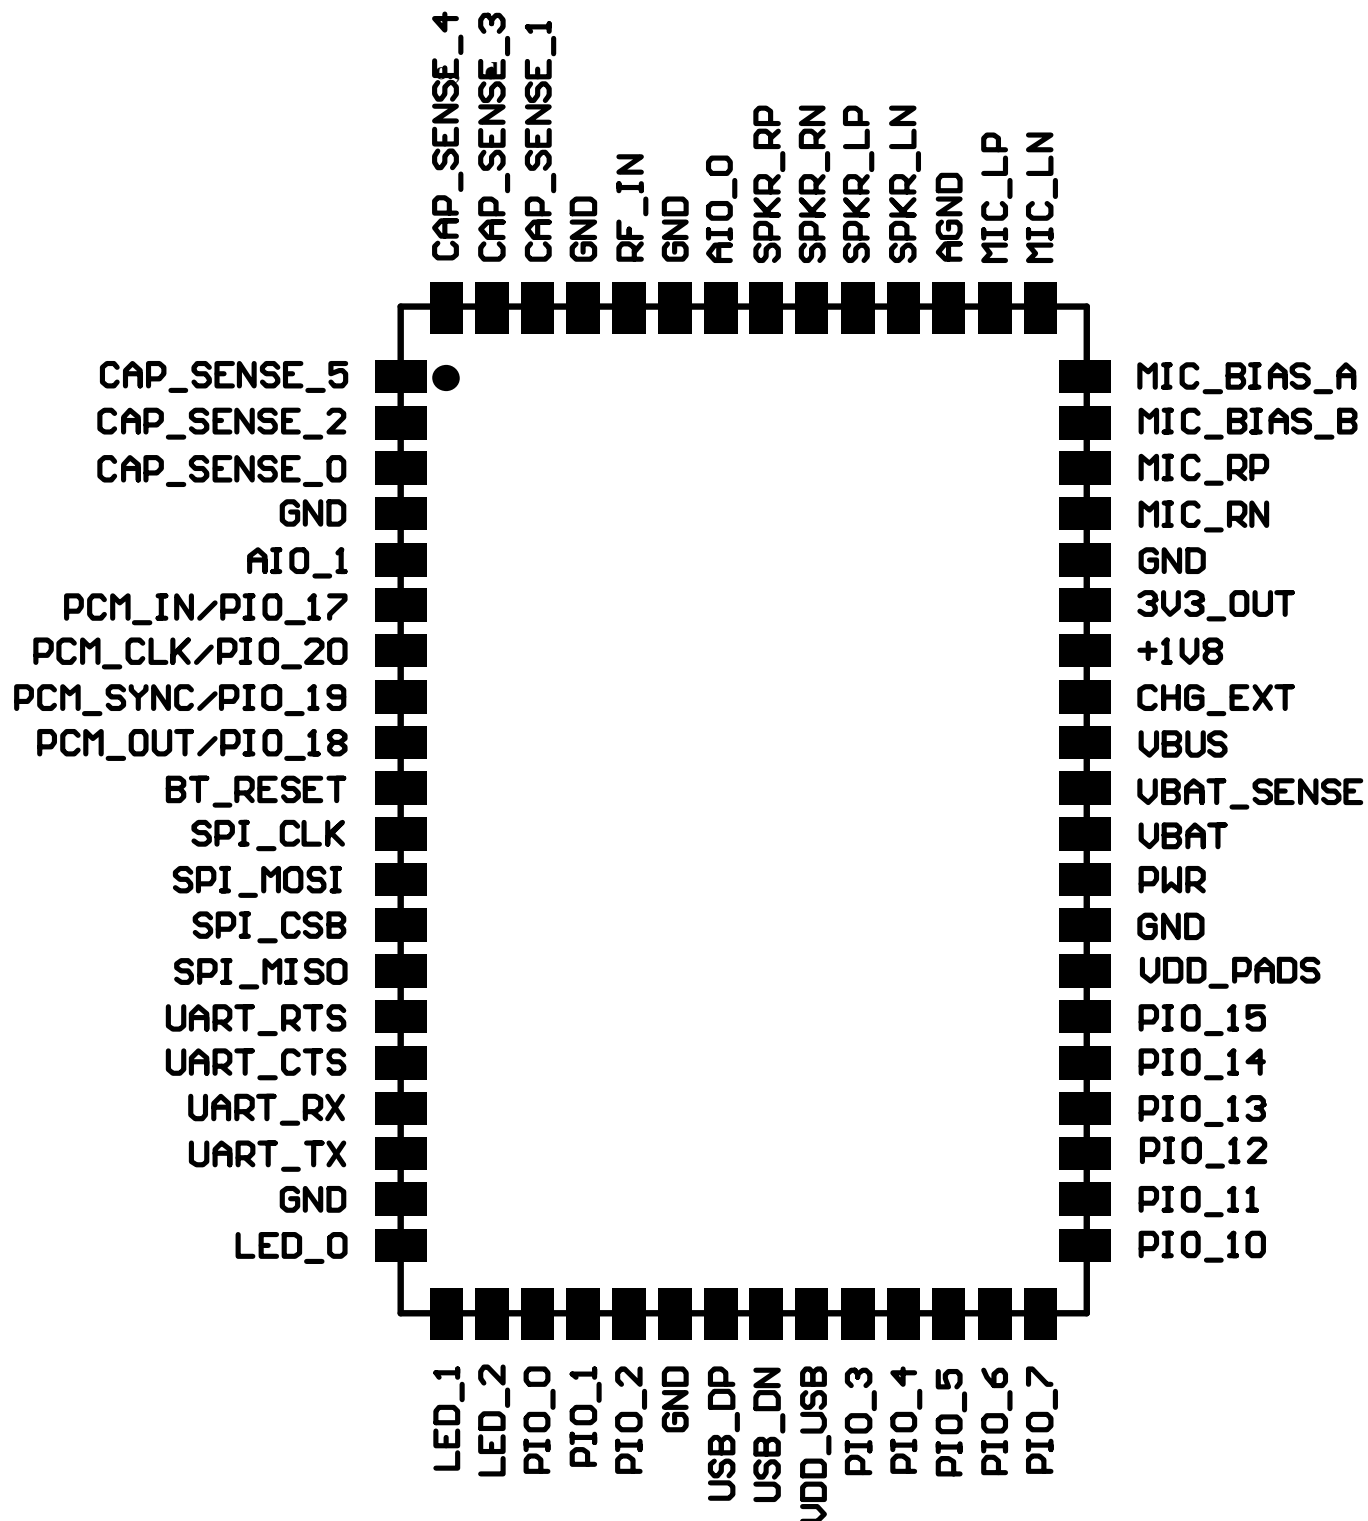 CAP_SENSE_4
CAP_SENSE_3
CAP_SENSE_1
GND
RF_IN
GND
AIO_0
SPKR_RP
SPKR_RN
SPKR_LP
SPKR_LN
AGND
MIC_LP
MIC_LN
CAP_SENSE_5
CAP_SENSE_2
CAP_SENSE_0
GND
AIO_1
PCM_IN/PIO_17
PCM_CLK/PIO_20
PCM_SYNC/PIO_19
PCM_OUT/PIO_18
BT_RESET
SPI_CLK
SPI_MOSI
SPI_CSB
SPI_MISO
UART_RTS
UART_CTS
UART_RX
UART_TX
GND
LED_0
MIC_BIAS_A
MIC_BIAS_B
MIC_RP
MIC_RN
GND
3V3_OUT
+1V8
CHG_EXT
VBUS
VBAT_SENSE
VBAT
PWR
GND
VDD_PADS
PIO_15
PIO_14
PIO_13
PIO_12
PIO_11
PIO_10
LED_1
LED_2
PIO_0
PIO_1
PIO_2
GND
USB_DP
USB_DN
VDD_USB
PIO_3
PIO_4
PIO_5
PIO_6
PIO_7